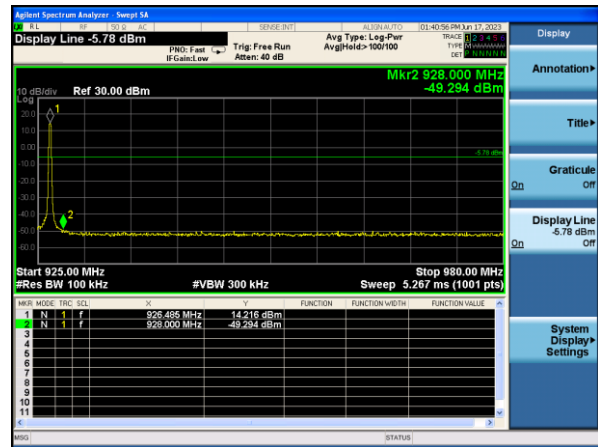 Agilent Spectrum Analyzer - Swept SA
RL RF 50 Ω AC SENSE:INT ALIGN AUTO 01:40:56 PM Jun 17, 2023
Display Line -5.78 dBm
PNO: Fast
IFGain:Low
Trig: Free Run
Atten: 40 dB
Avg Type: Log-Pwr
Avg|Hold:>100/100
TRACE 1 2 3 4 5 6
TYPE M
DET P N N N N N
Mkr2 928.000 MHz
-49.294 dBm
10 dB/div Ref 30.00 dBm
Log
20.0
10.0
0.00
-10.0
-20.0
-30.0
-40.0
-50.0
-60.0
1
2
-5.78 dBm
Start 925.00 MHz Stop 980.00 MHz
#Res BW 100 kHz #VBW 300 kHz Sweep 5.267 ms (1001 pts)
MKR MODE TRC SCL X Y FUNCTION FUNCTION WIDTH FUNCTION VALUE
1 N 1 f 926.485 MHz 14.216 dBm
2 N 1 f 928.000 MHz -49.294 dBm
3
4
5
6
7
8
9
10
11
MSG STATUS
Display
Annotation
Title
Graticule
On Off
Display Line
-5.78 dBm
On Off
System
Display
Settings